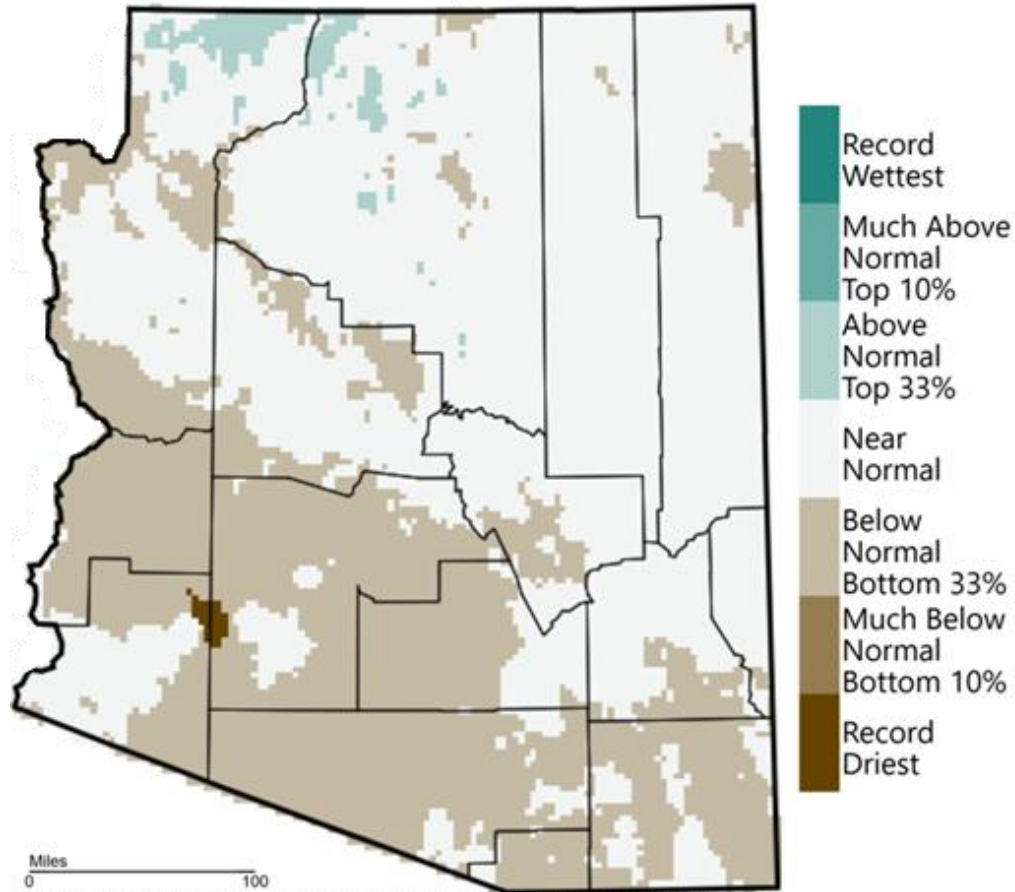 Record
Wettest
Much Above
Normal
Top 10%
Above
Normal
Top 33%
Near
Normal
Below
Normal
Bottom 33%
Much Below
Normal
Bottom 10%
Record
Driest
Miles
0 100